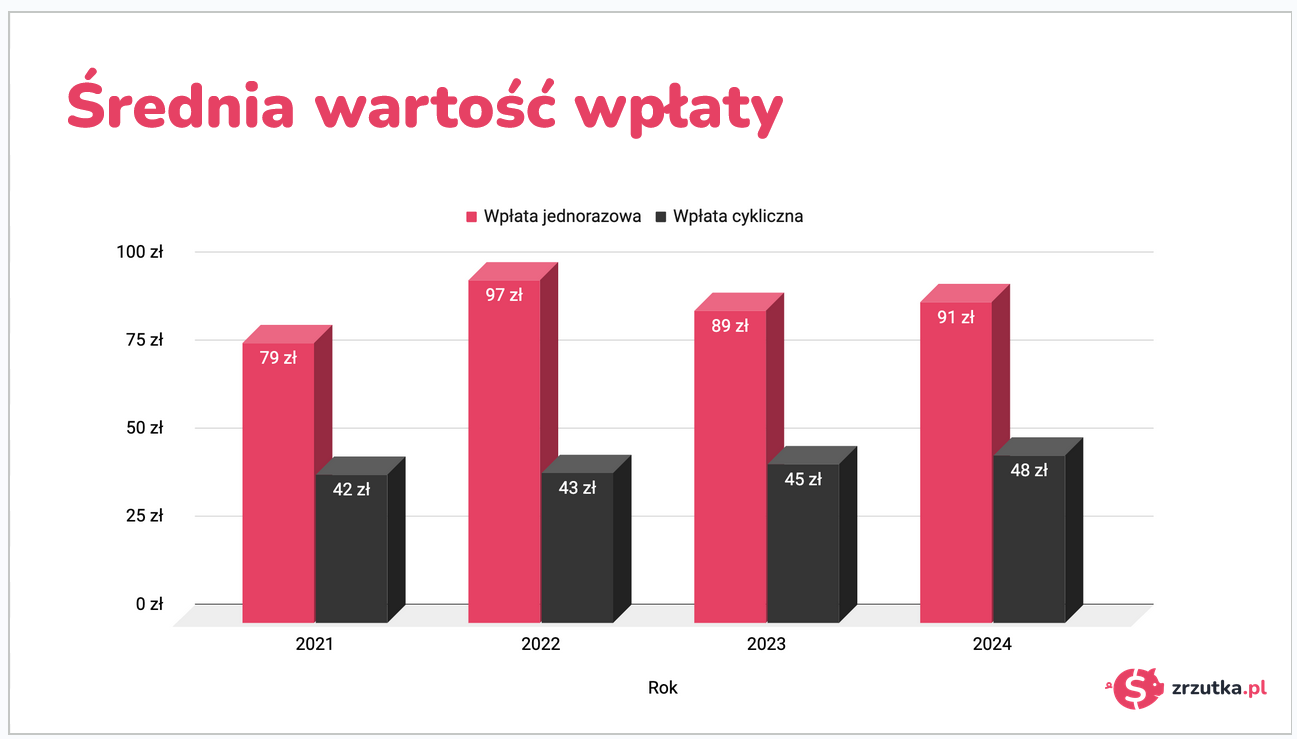 Średnia wartość wpłaty
Wpłata jednorazowa Wpłata cykliczna
100 zł
75 zł
50 zł
25 zł
0 zł
79 zł
42 zł
97 zł
43 zł
89 zł
45 zł
91 zł
48 zł
2021 2022 2023 2024
Rok
zrzutka.pl